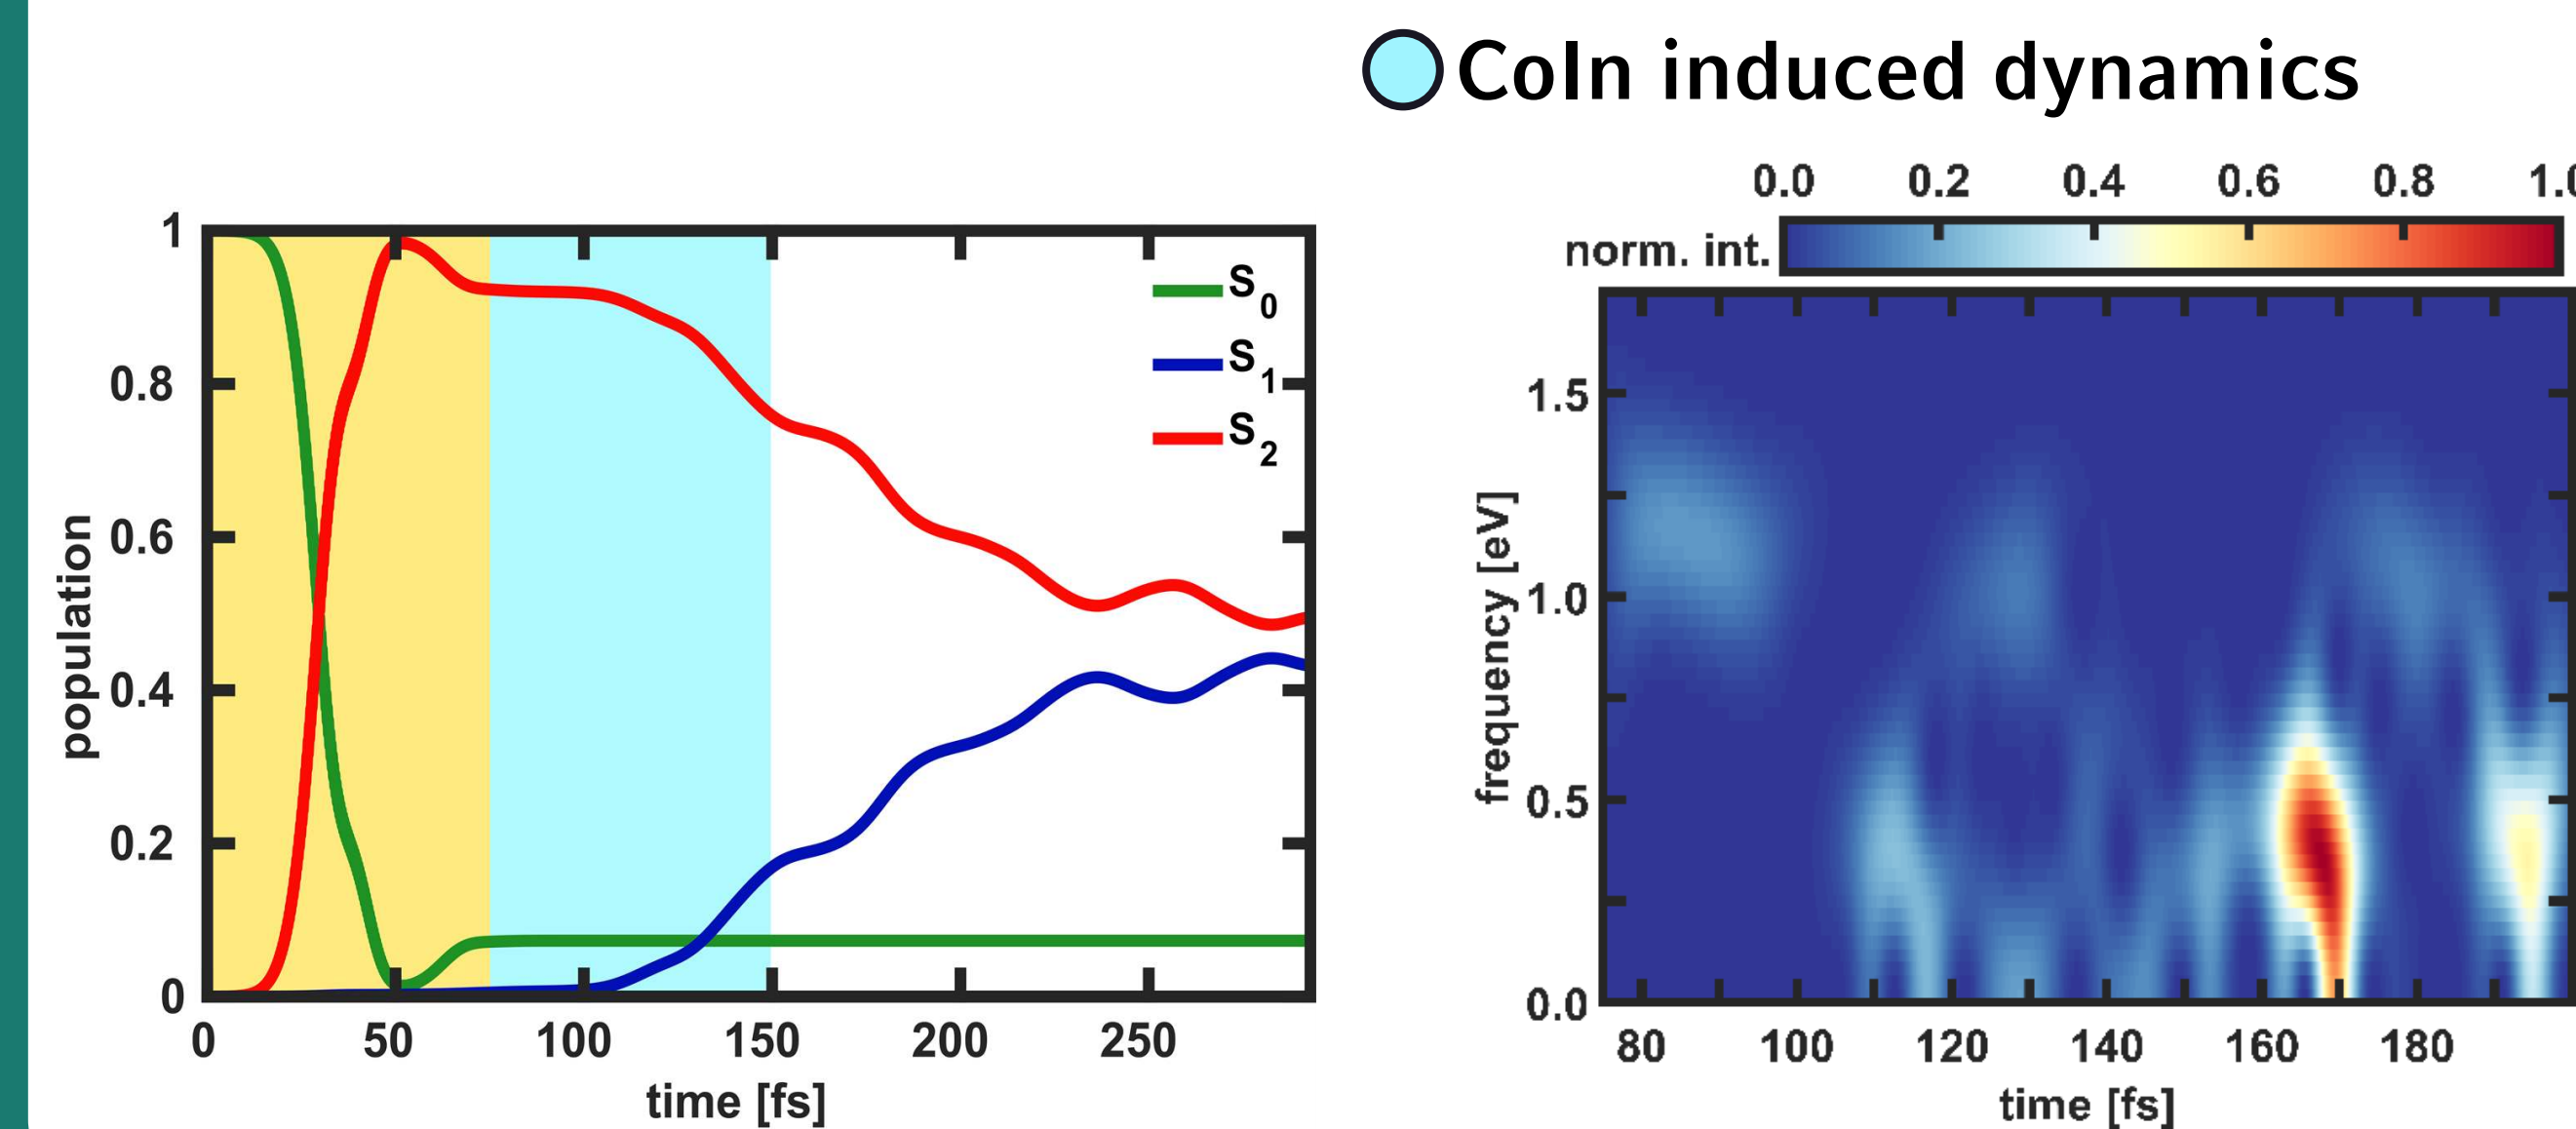 CoIn induced dynamics
0.0 0.2 0.4 0.6 0.8
norm. int.
1
0.8
0.6
0.4
0.2
0
population
S0
S1
S2
0 50 100 150 200 250
time [fs]
1.5
1.0
0.5
0.0
frequency [eV]
80 100 120 140 160 180
time [fs]